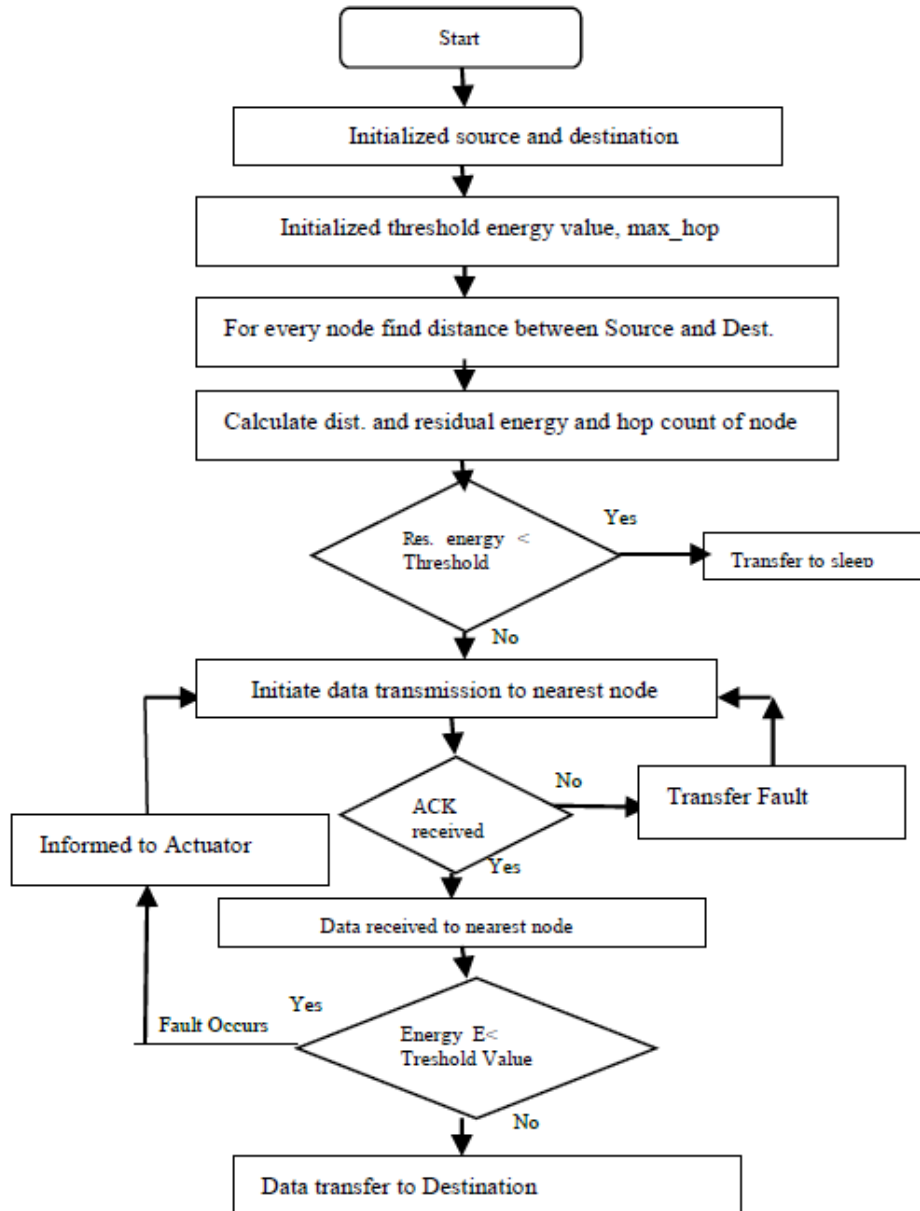 Start
Initialized source and destination
Initialized threshold energy value, max_hop
For every node find distance between Source and Dest.
Calculate dist. and residual energy and hop count of node
Res. energy <
Threshold
Yes
Transfer to sleep
No
Initiate data transmission to nearest node
ACK
received
No
Transfer Fault
Informed to Actuator
Yes
Data received to nearest node
Energy E<
Treshold Value
Yes
Fault Occurs
No
Data transfer to Destination